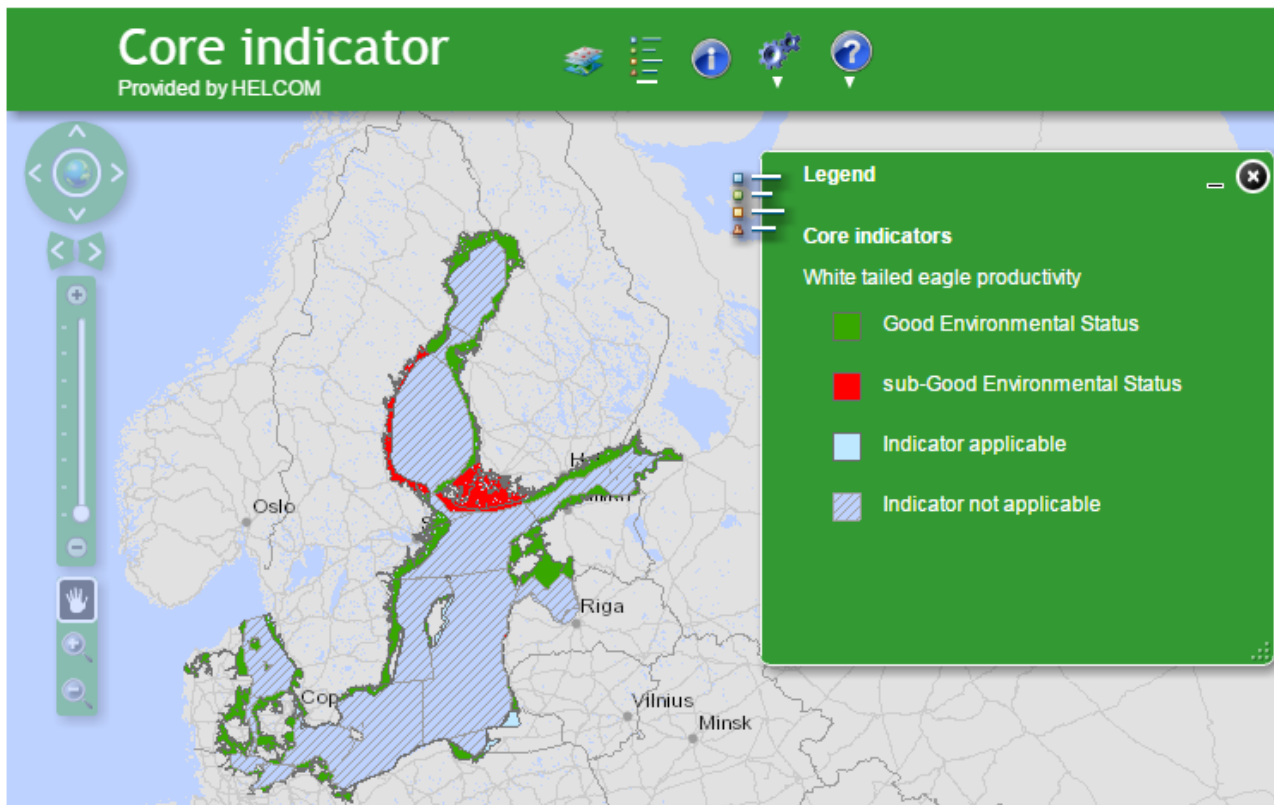 Core indicator
Provided by HELCOM
Legend
Core indicators
White tailed eagle productivity
Good Environmental Status
sub-Good Environmental Status
Indicator applicable
Indicator not applicable
Oslo
Riga
Cop
Vilnius
Minsk